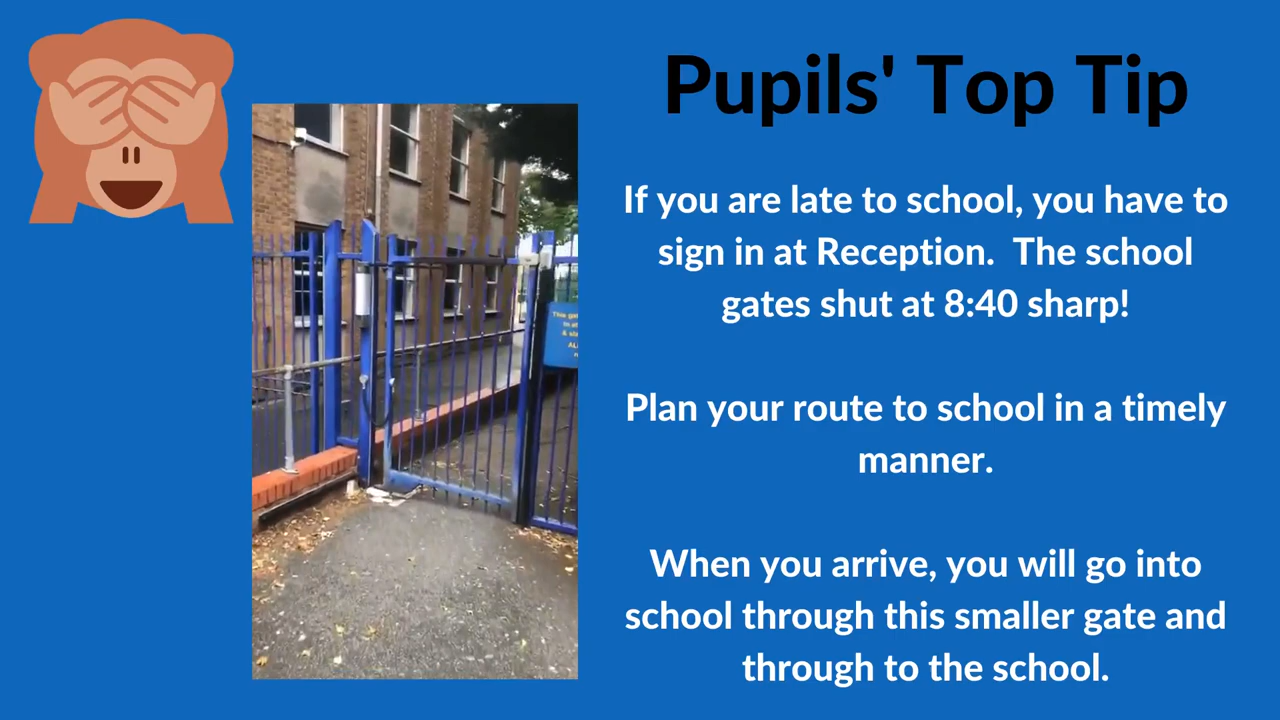 Pupils' Top Tip
If you are late to school, you have to
sign in at Reception.  The school
gates shut at 8:40 sharp!
Plan your route to school in a timely
manner.
When you arrive, you will go into
school through this smaller gate and
through to the school.